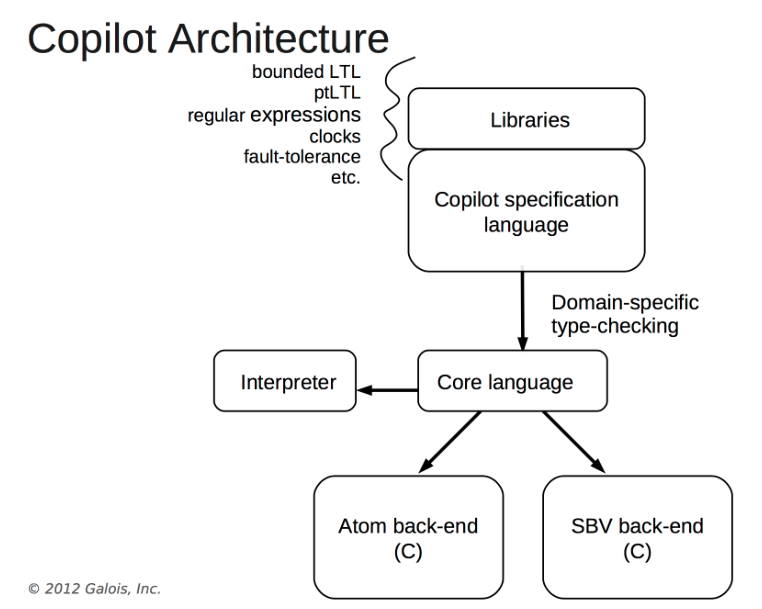 Copilot Architecture
bounded LTL
ptLTL
regular expressions
clocks
fault-tolerance
etc.
Libraries
Copilot specification
language
Domain-specific
type-checking
Interpreter
Core language
Atom back-end
(C)
SBV back-end
(C)
© 2012 Galois, Inc.